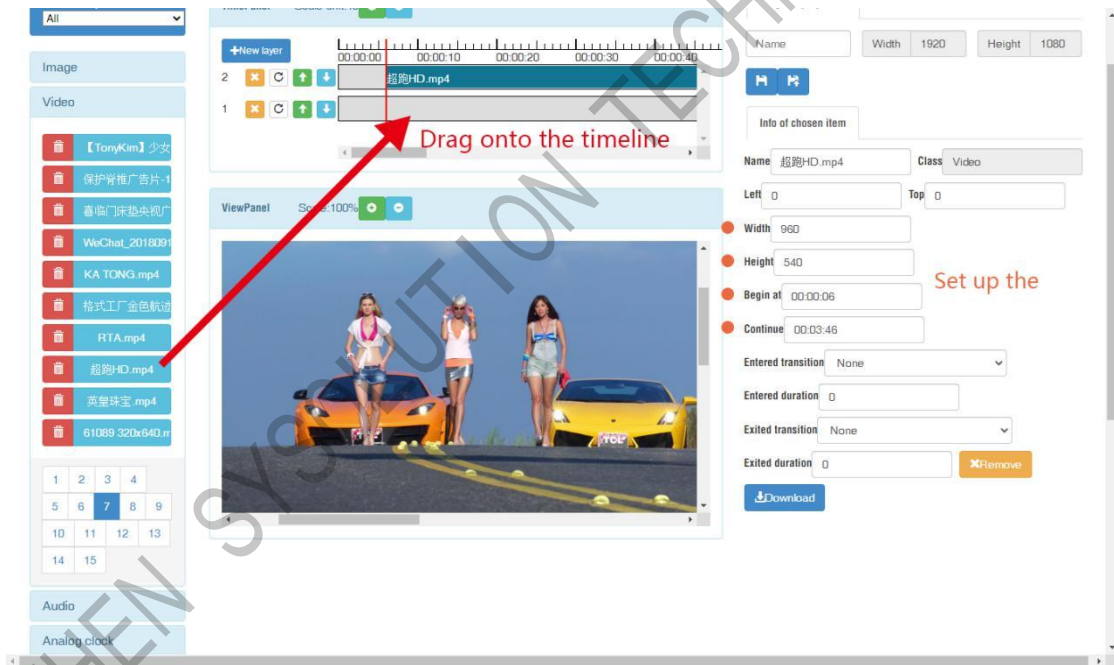 All
Image
Video
【TonyKim】少女
保护脊椎广告片-1
喜临门床垫央视广
WeChat_2018091
KA TONG.mp4
格式工厂金色航迹
RTA.mp4
超跑HD.mp4
英皇珠宝.mp4
61089 320x640.m
1 2 3 4
5 6 7 8 9
10 11 12 13
14 15
Audio
Analog clock
New layer
00:00:00 00:00:10 00:00:20 00:00:30 00:00:40
2 超跑HD.mp4
1
Drag onto the timeline
ViewPanel Scale:100%
TCL
Name Width 1920 Height 1080
Info of chosen item
Name 超跑HD.mp4 Class Video
Left 0 Top 0
Width 960
Height 540
Set up the
Begin at 00:00:06
Continue 00:03:46
Entered transition None
Entered duration 0
Exited transition None
Exited duration 0 Remove
Download
HEN SYSOLUTION TECH